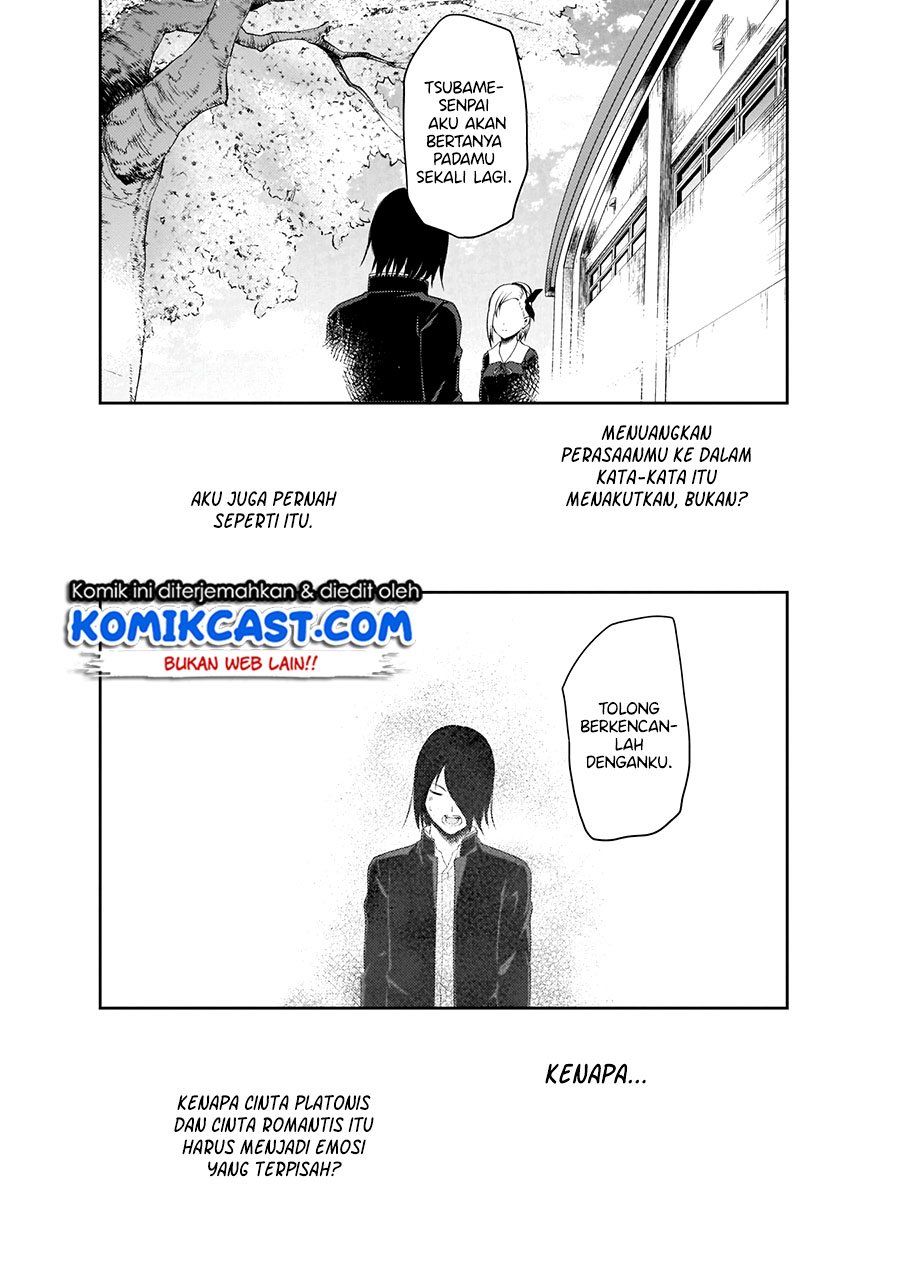 TSUBAME-
SENPAI
AKU AKAN
BERTANYA
PADAMU
SEKALI LAGI.
MENUANGKAN
PERASAANMU KE DALAM
KATA-KATA ITU
MENAKUTKAN, BUKAN?
AKU JUGA PERNAH
SEPERTI ITU.
Komik ini diterjemahkan & diedit oleh
KOMIKCAST.COM
BUKAN WEB LAIN!!
TOLONG
BERKENCAN-
LAH
DENGANKU.
KENAPA...
KENAPA CINTA PLATONIS
DAN CINTA ROMANTIS ITU
HARUS MENJADI EMOSI
YANG TERPISAH?